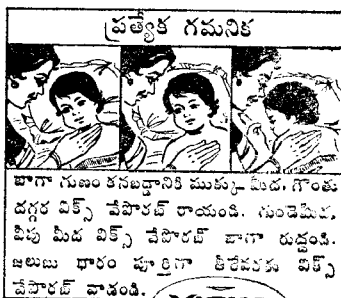 ప్రత్యేక గమనిక
బాగా గుణం కనబడ్డానికి ముక్కు మీద, గొంతు
దగ్గర విక్స్ వేపొరబ్ రాయండి. గుండెమీద,
వీపు మీద విక్స్ వేపొరబ్ బాగా రుద్దండి.
జలుబు భారం పూర్తిగా తీరేవరకు విక్స్
వేపొరబ్ వాడండి.